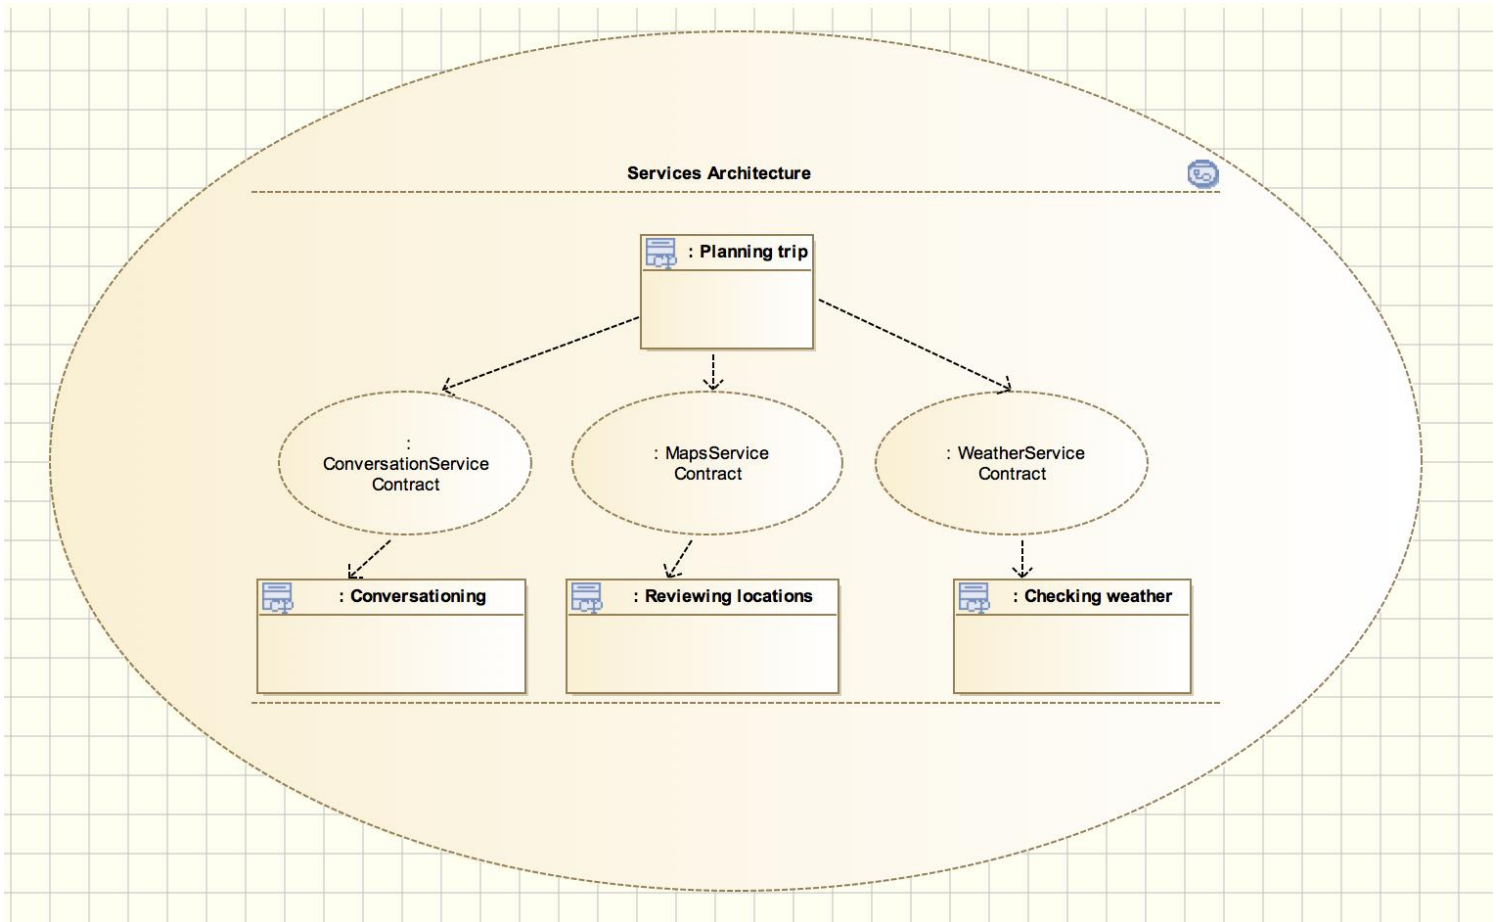 Services Architecture
: Planning trip
:
ConversationService
Contract
: MapsService
Contract
: WeatherService
Contract
: Conversationing
: Reviewing locations
: Checking weather